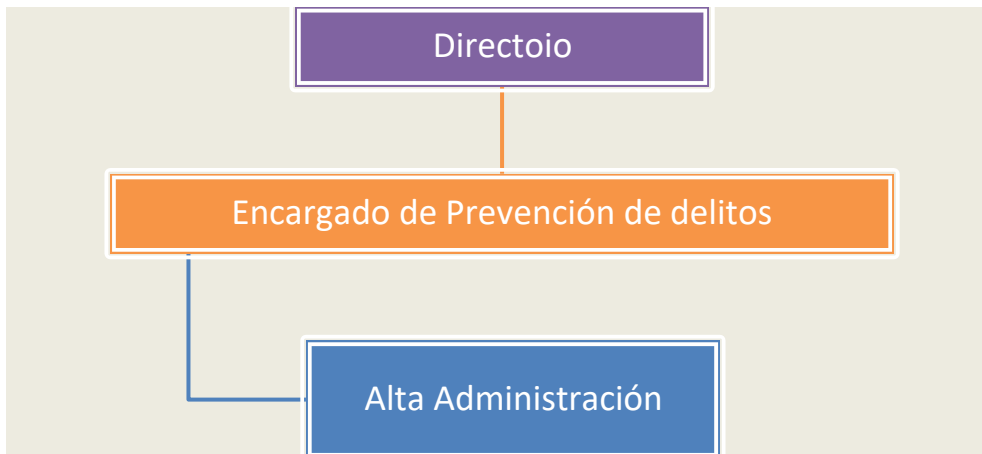 Directoio
Encargado de Prevención de delitos
Alta Administración